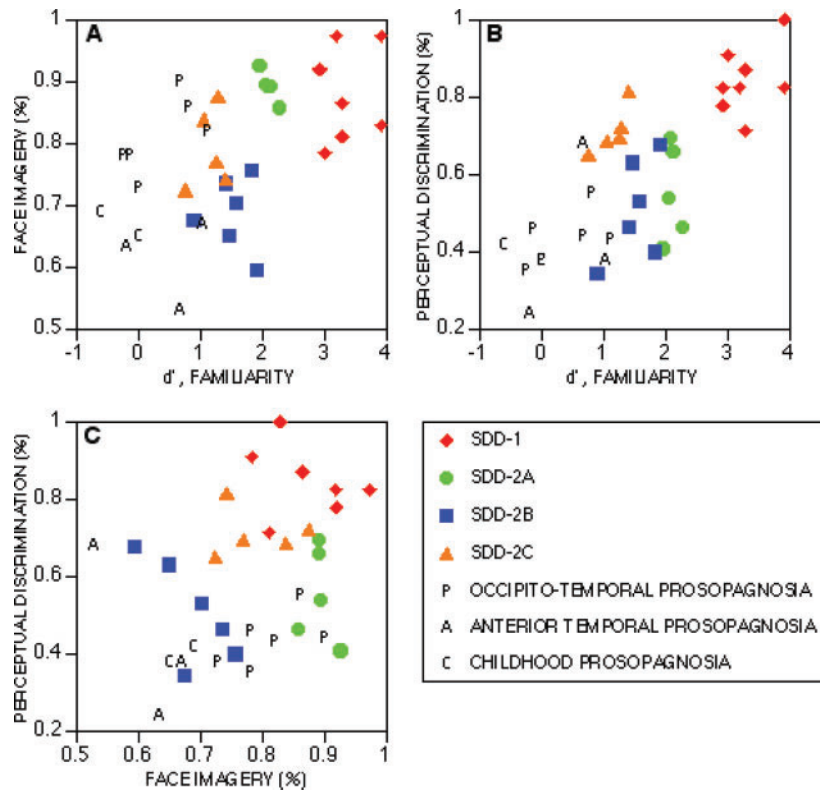 A
FACE IMAGERY (%)
1
0.9
0.8
0.7
0.6
0.5
-1 0 1 2 3 4
d', FAMILIARITY
P
P
P
P P
P
C
C
A
A
A
B
PERCEPTUAL DISCRIMINATION (%)
1
0.8
0.6
0.4
0.2
-1 0 1 2 3 4
d', FAMILIARITY
A
P
P
P P
C
P A
P
A
C
PERCEPTUAL DISCRIMINATION (%)
1
0.8
0.6
0.4
0.2
0.5 0.6 0.7 0.8 0.9 1
FACE IMAGERY (%)
A
P
P
P P
C
C A P
P
A
SDD-1
SDD-2A
SDD-2B
SDD-2C
P OCCIPITO-TEMPORAL PROSOPAGNOSIA
A ANTERIOR TEMPORAL PROSOPAGNOSIA
C CHILDHOOD PROSOPAGNOSIA